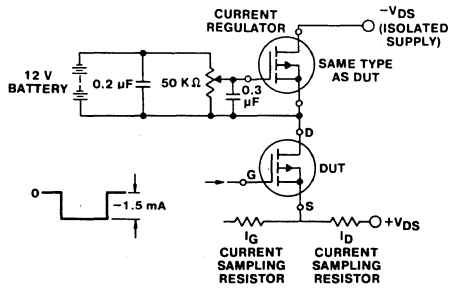 CURRENT
REGULATOR
−VDS
(ISOLATED
SUPPLY)
SAME TYPE
AS DUT
12 V
BATTERY
0.2 μF
50 KΩ
0.3
μF
D
DUT
G
S
0
−1.5 mA
+VDS
IG
CURRENT
SAMPLING
RESISTOR
ID
CURRENT
SAMPLING
RESISTOR